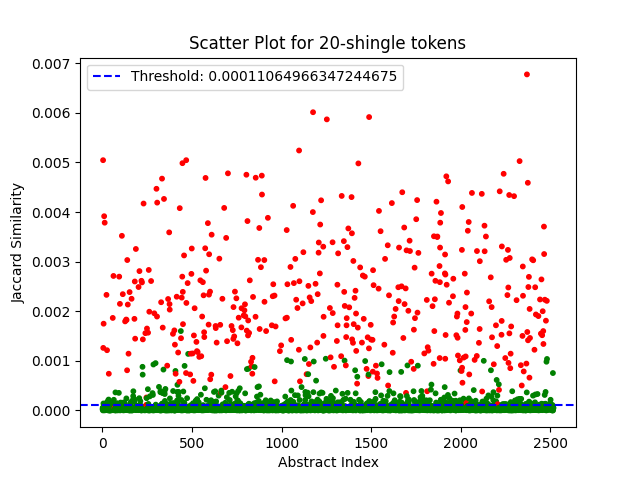 Scatter Plot for 20-shingle tokens
Threshold: 0.00011064966347244675
0.007
0.006
0.005
0.004
0.003
0.002
0.001
0.000
Jaccard Similarity
0 500 1000 1500 2000 2500
Abstract Index